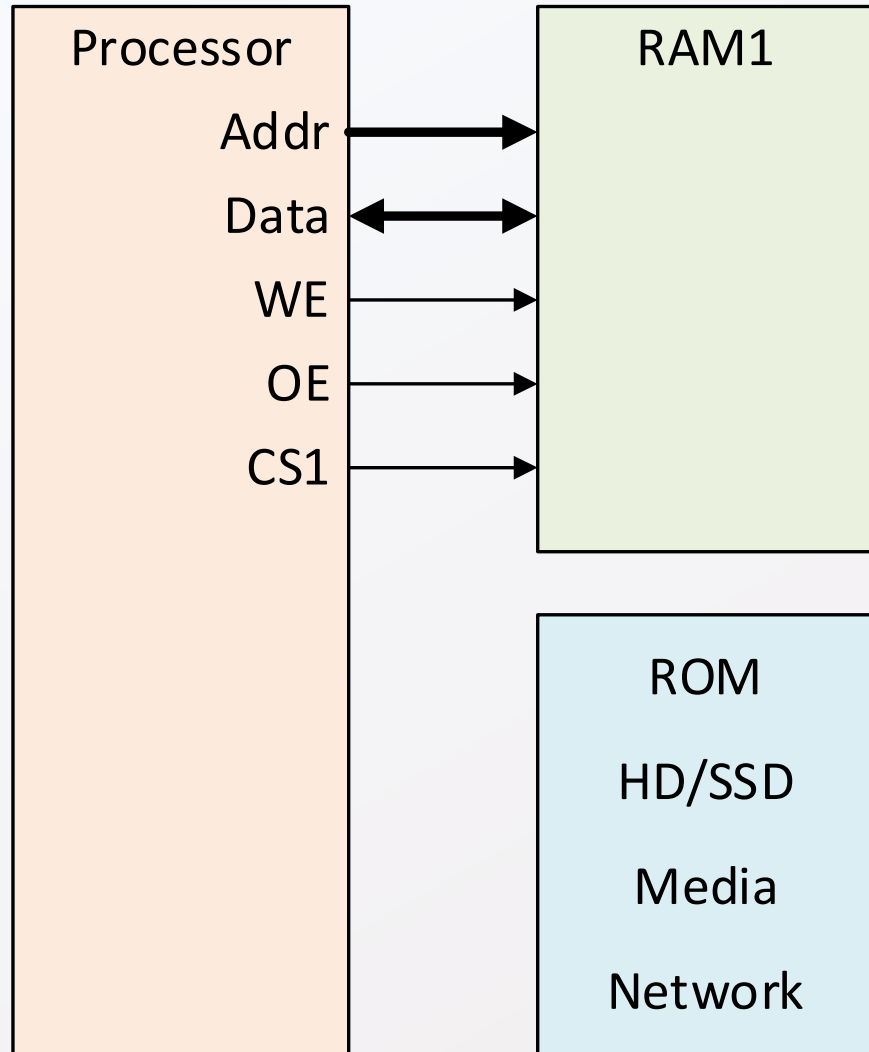 Processor
Addr
Data
WE
OE
CS1
RAM1
ROM
HD/SSD
Media
Network